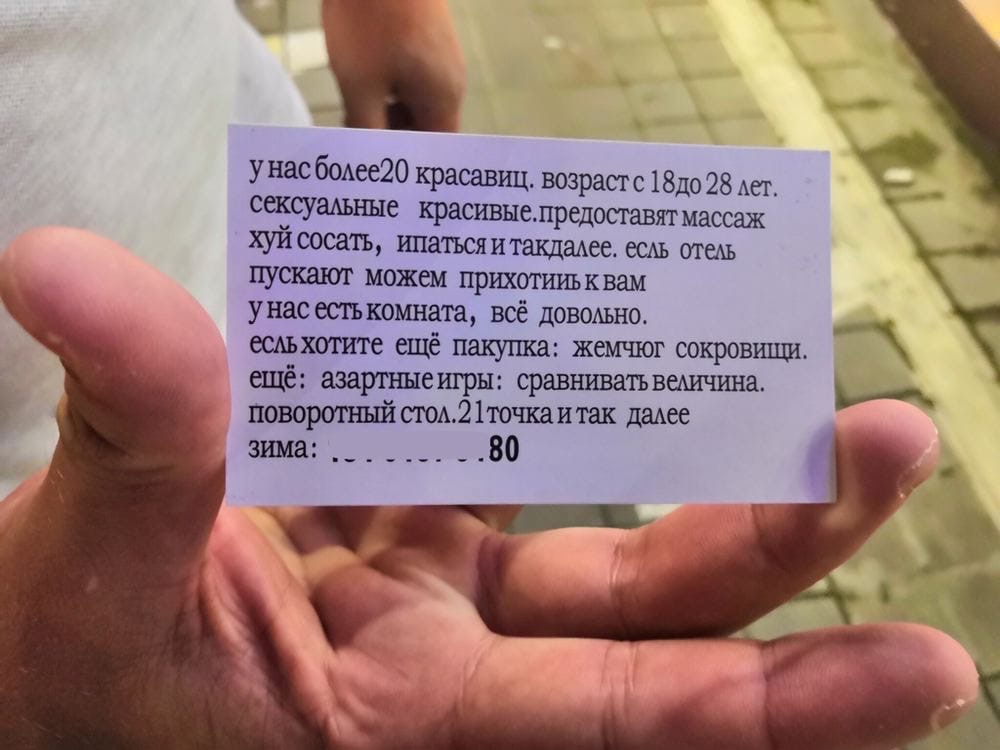 у нас более20 красавиц. возраст с 18до 28 лет.
сексуальные красивые.предоставят массаж
хуй сосать, ипаться и такдалее. есль отель
пускают можем прихотииь к вам
у нас есть комната, всё довольно.
есль хотите ещё пакупка: жемчюг сокровищи.
ещё: азартные игры: сравнивать величина.
поворотный стол.21точка и так далее
зима: 80